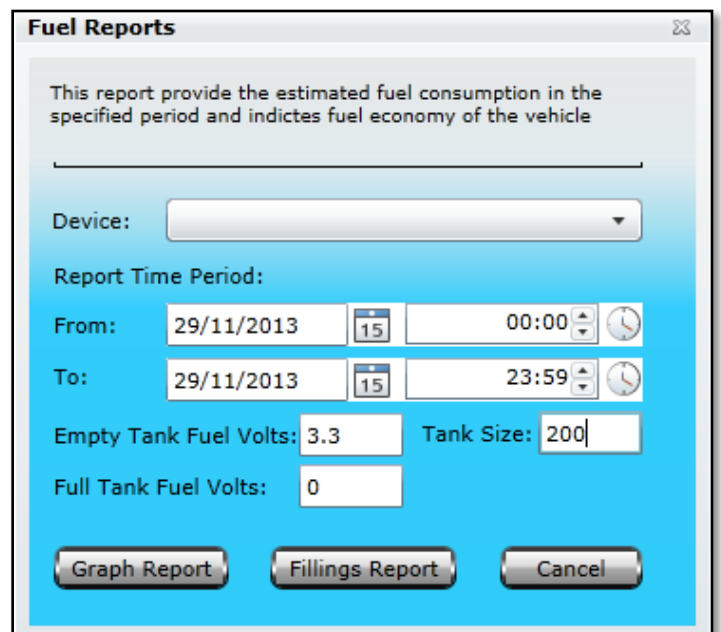 Fuel Reports
This report provide the estimated fuel consumption in the
specified period and indictes fuel economy of the vehicle
Device:
Report Time Period:
From: 29/11/2013 15 00:00
To: 29/11/2013 15 23:59
Empty Tank Fuel Volts: 3.3 Tank Size: 200
Full Tank Fuel Volts: 0
Graph Report Fillings Report Cancel